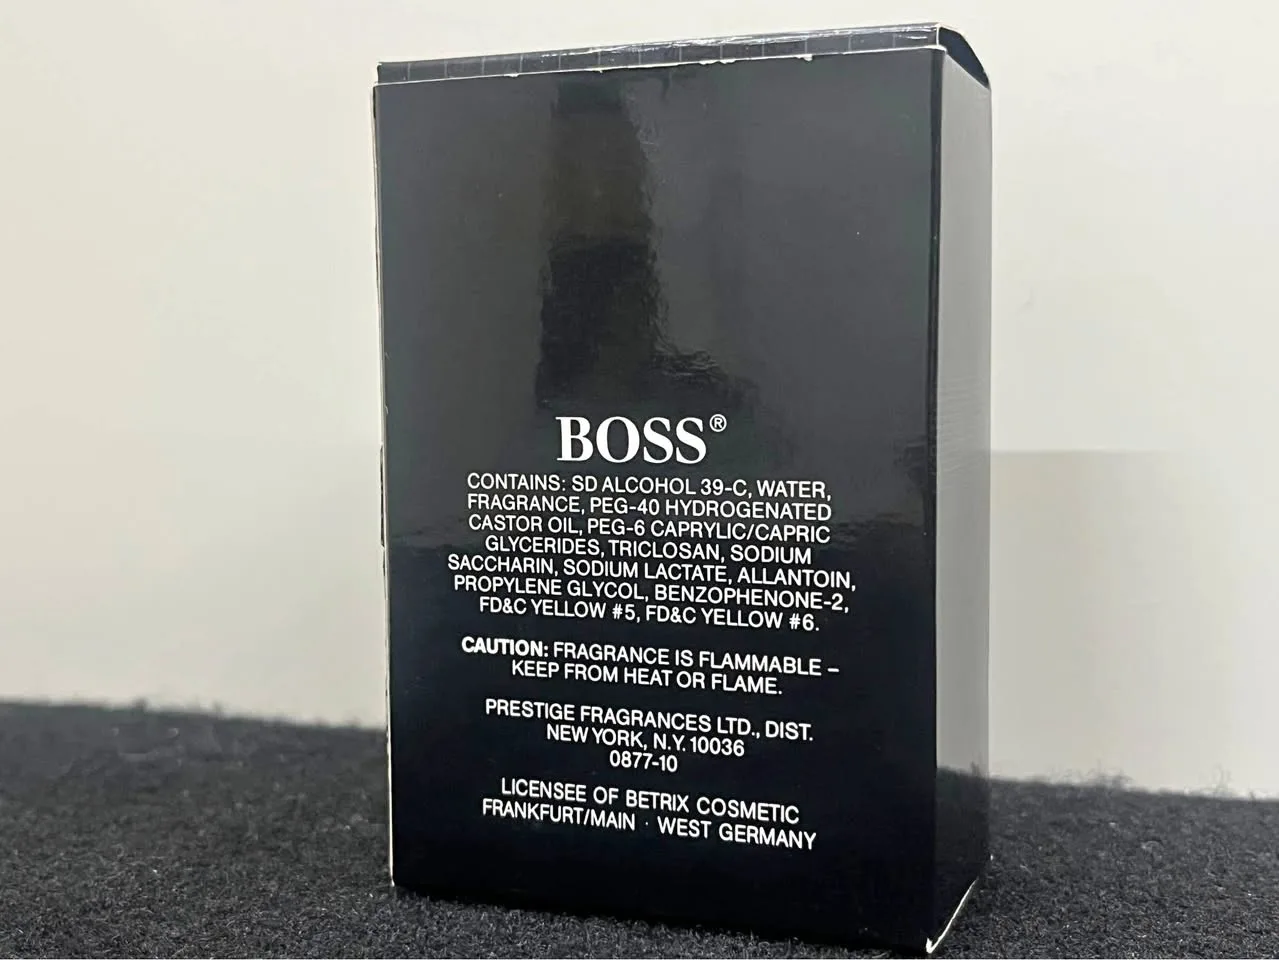 BOSS®
CONTAINS: SD ALCOHOL 39-C, WATER,
FRAGRANCE, PEG-40 HYDROGENATED
CASTOR OIL, PEG-6 CAPRYLIC/CAPRIC
GLYCERIDES, TRICLOSAN, SODIUM
SACCHARIN, SODIUM LACTATE, ALLANTOIN,
PROPYLENE GLYCOL, BENZOPHENONE-2,
FD&C YELLOW #5, FD&C YELLOW #6.
CAUTION: FRAGRANCE IS FLAMMABLE –
KEEP FROM HEAT OR FLAME.
PRESTIGE FRAGRANCES LTD., DIST.
NEW YORK, N.Y. 10036
0877-10
LICENSEE OF BETRIX COSMETIC
FRANKFURT/MAIN · WEST GERMANY